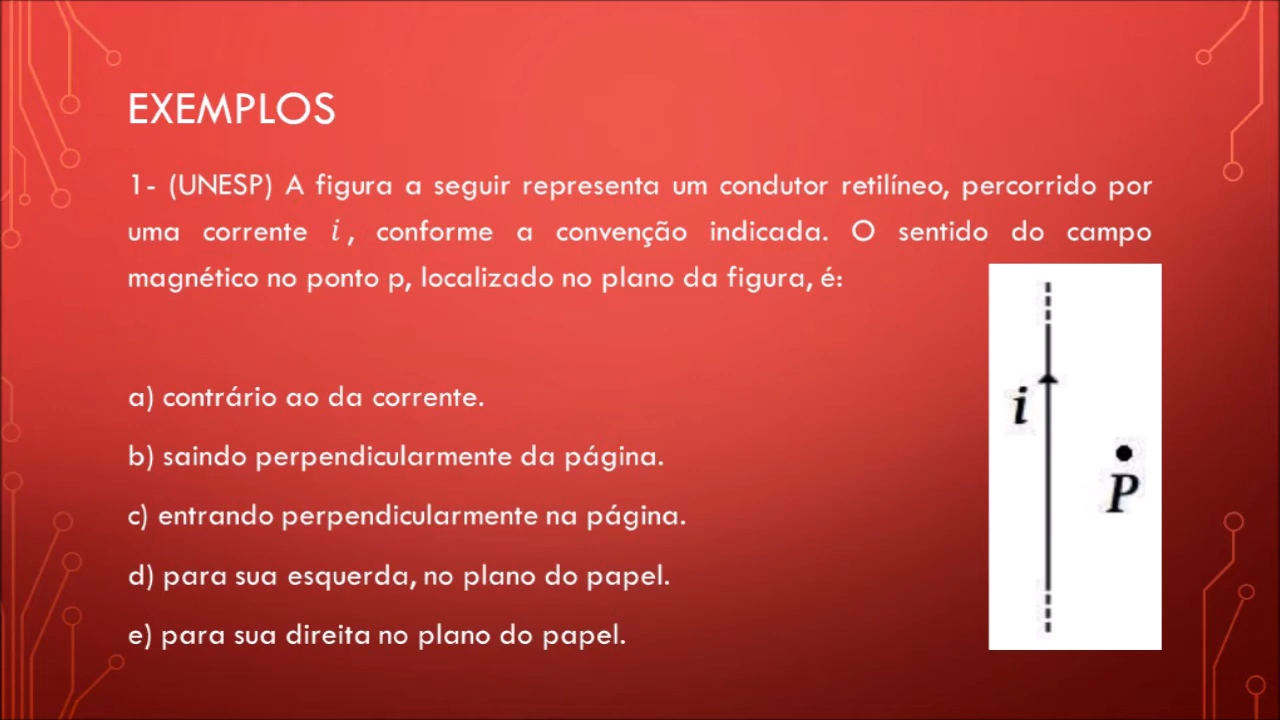 EXEMPLOS
1- (UNESP) A figura a seguir representa um condutor retilíneo, percorrido por
uma corrente i, conforme a convenção indicada. O sentido do campo
magnético no ponto p, localizado no plano da figura, é:
a) contrário ao da corrente.
b) saindo perpendicularmente da página.
c) entrando perpendicularmente na página.
d) para sua esquerda, no plano do papel.
e) para sua direita no plano do papel.
i
P